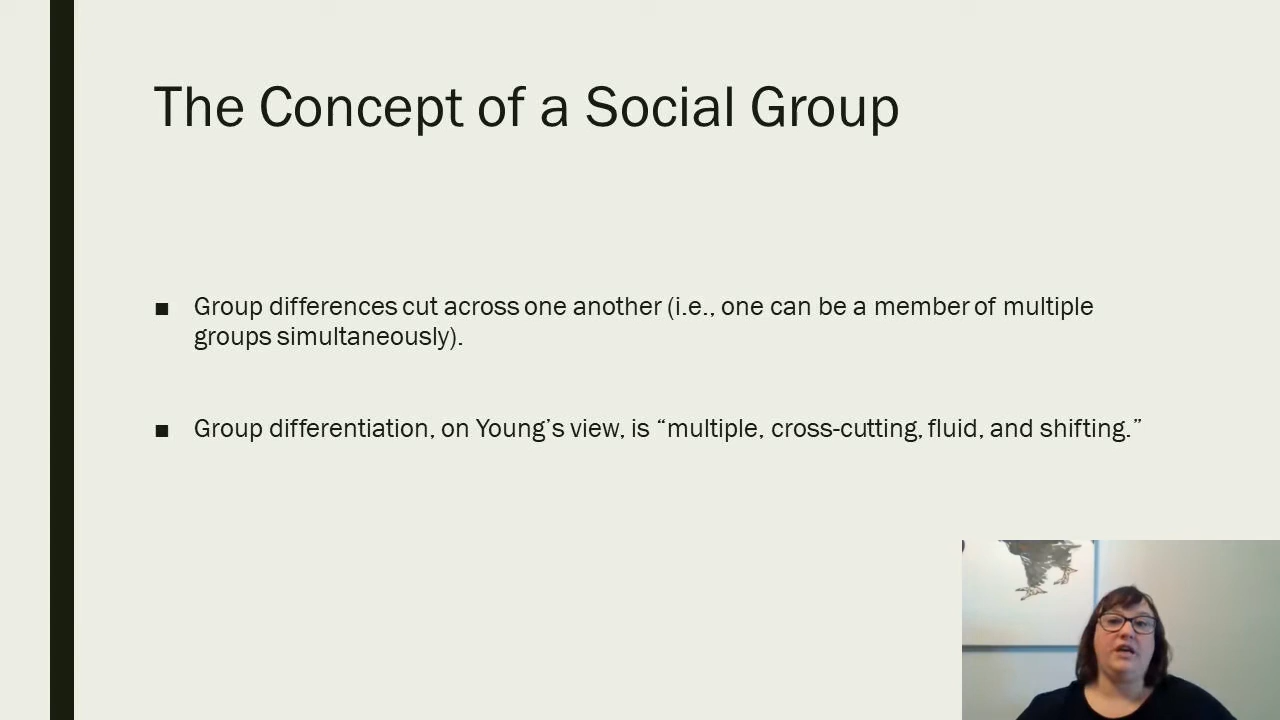 The Concept of a Social Group
■ Group differences cut across one another (i.e., one can be a member of multiple
groups simultaneously).
■ Group differentiation, on Young’s view, is “multiple, cross-cutting, fluid, and shifting.”